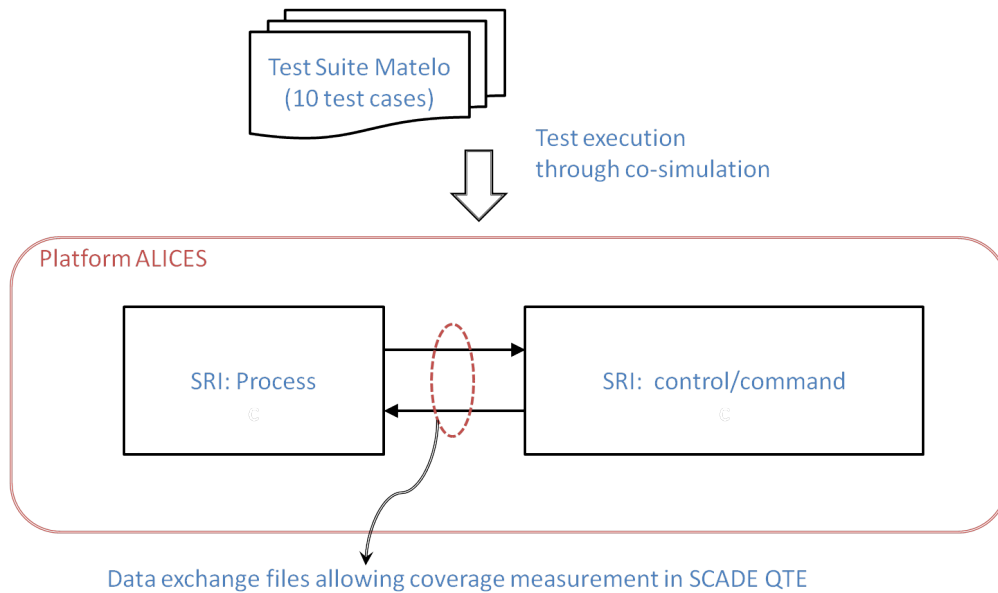 Test Suite Matelo
(10 test cases)
Test execution
through co-simulation
Platform ALICES
SRI: Process
C
SRI: control/command
C
Data exchange files allowing coverage measurement in SCADE QTE